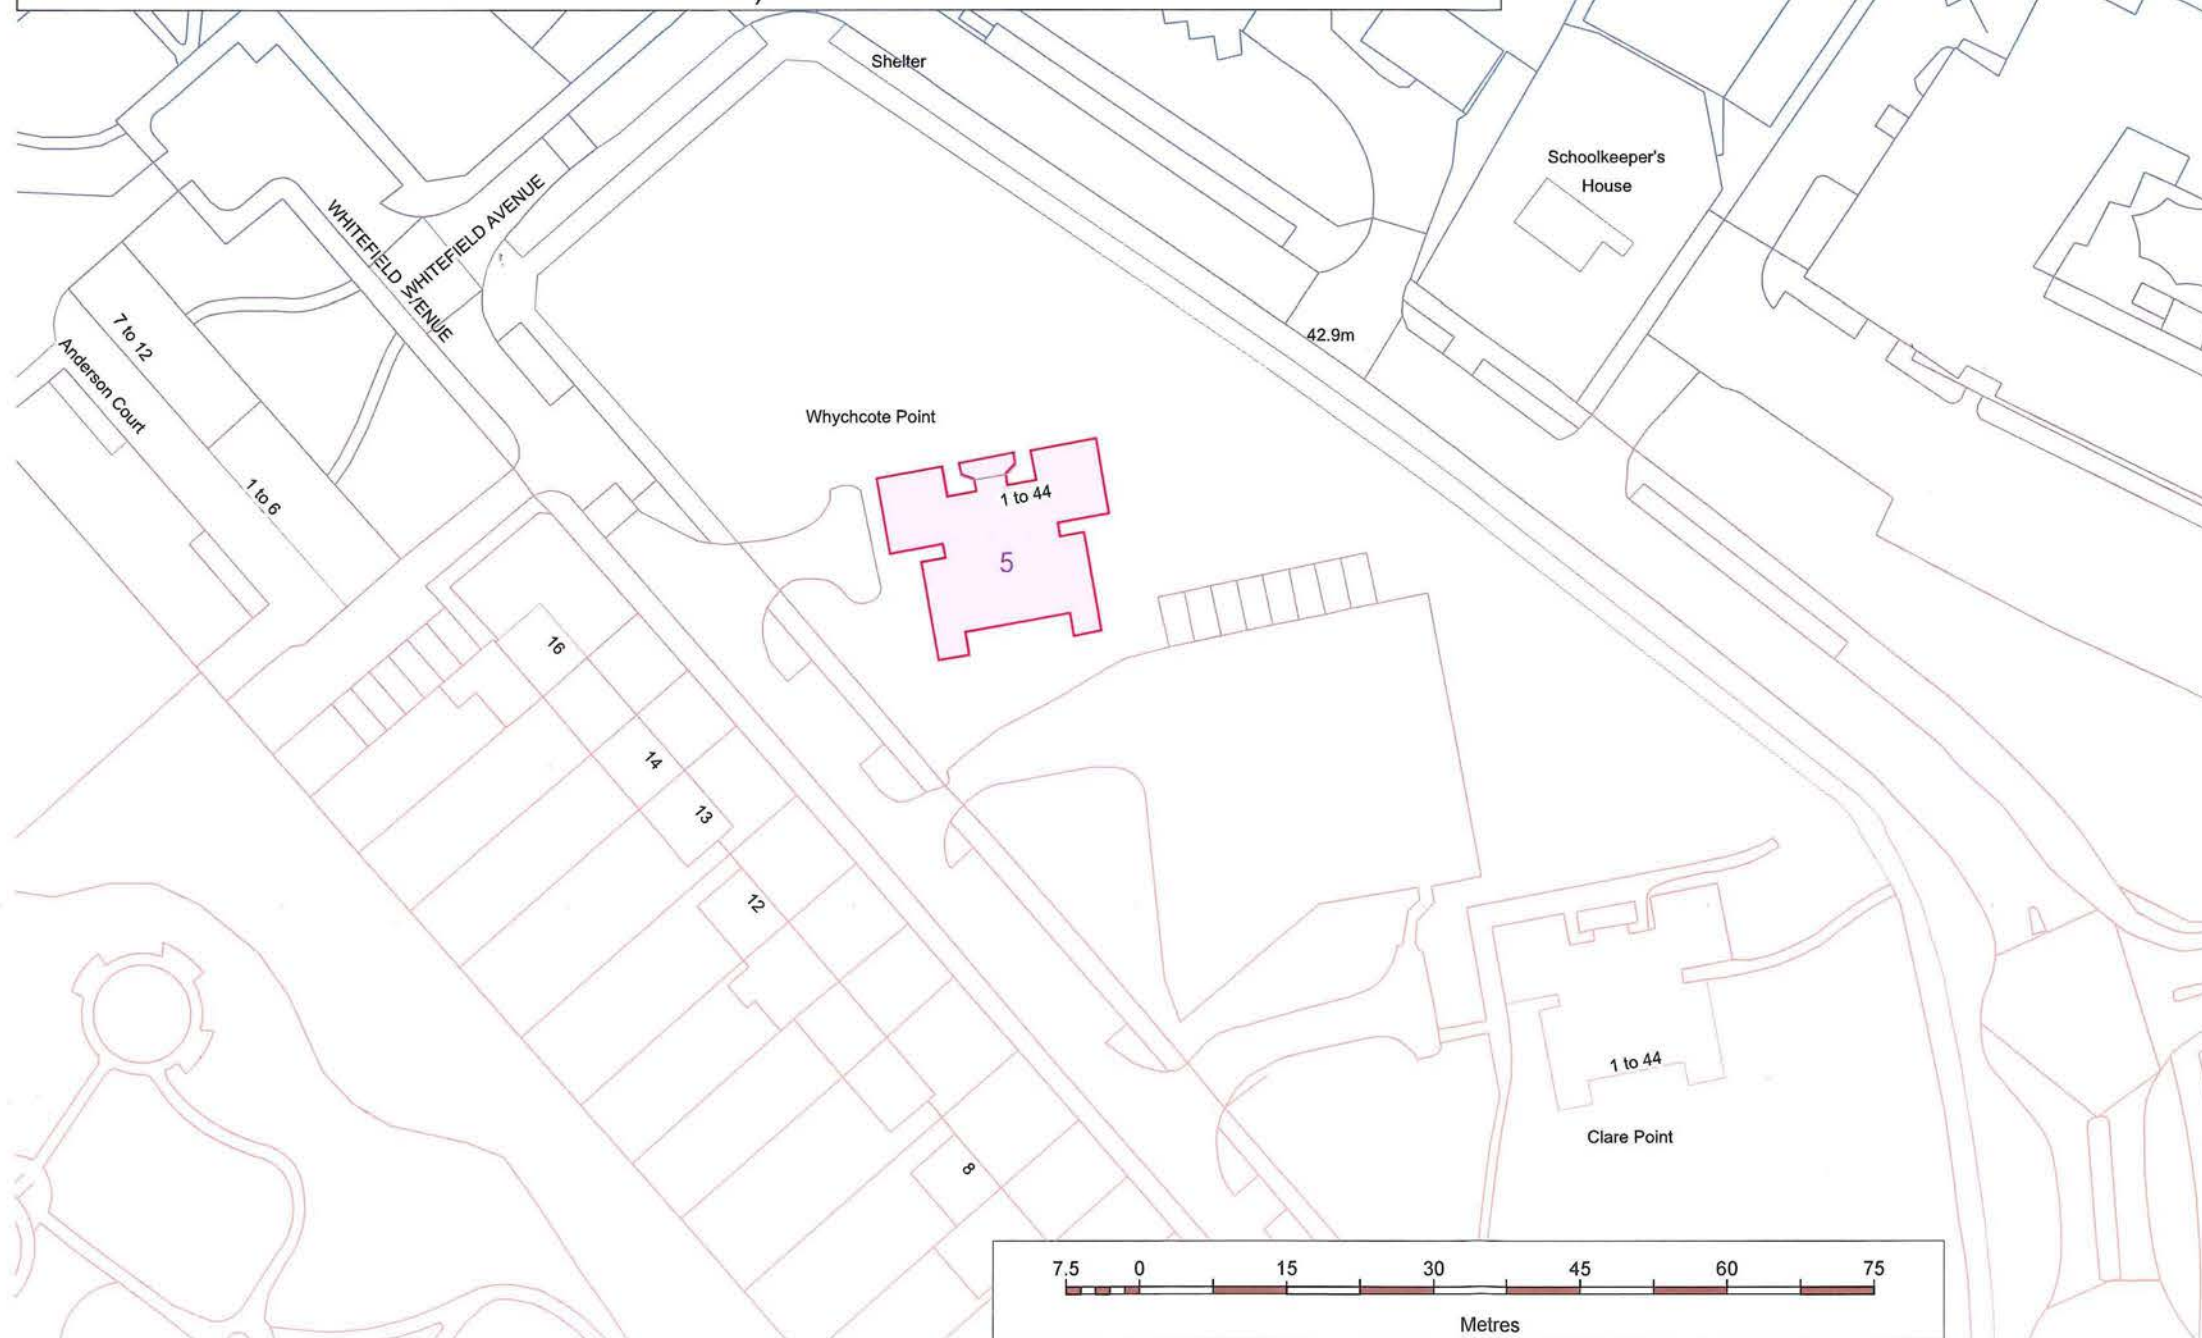 Shelter
Schoolkeeper's
House
WHITEFIELD AVENUE
WHITEFIELD AVENUE
42.9m
7 to 12
Anderson Court
1 to 6
Whychcote Point
1 to 44
5
16
14
13
12
8
1 to 44
Clare Point
7.5 0 15 30 45 60 75
Metres